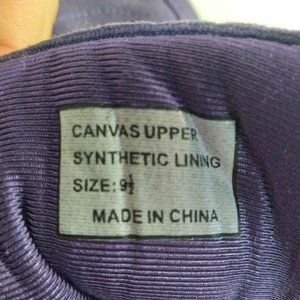 CANVAS UPPER
SYNTHETIC LINING
SIZE: 9½
MADE IN CHINA